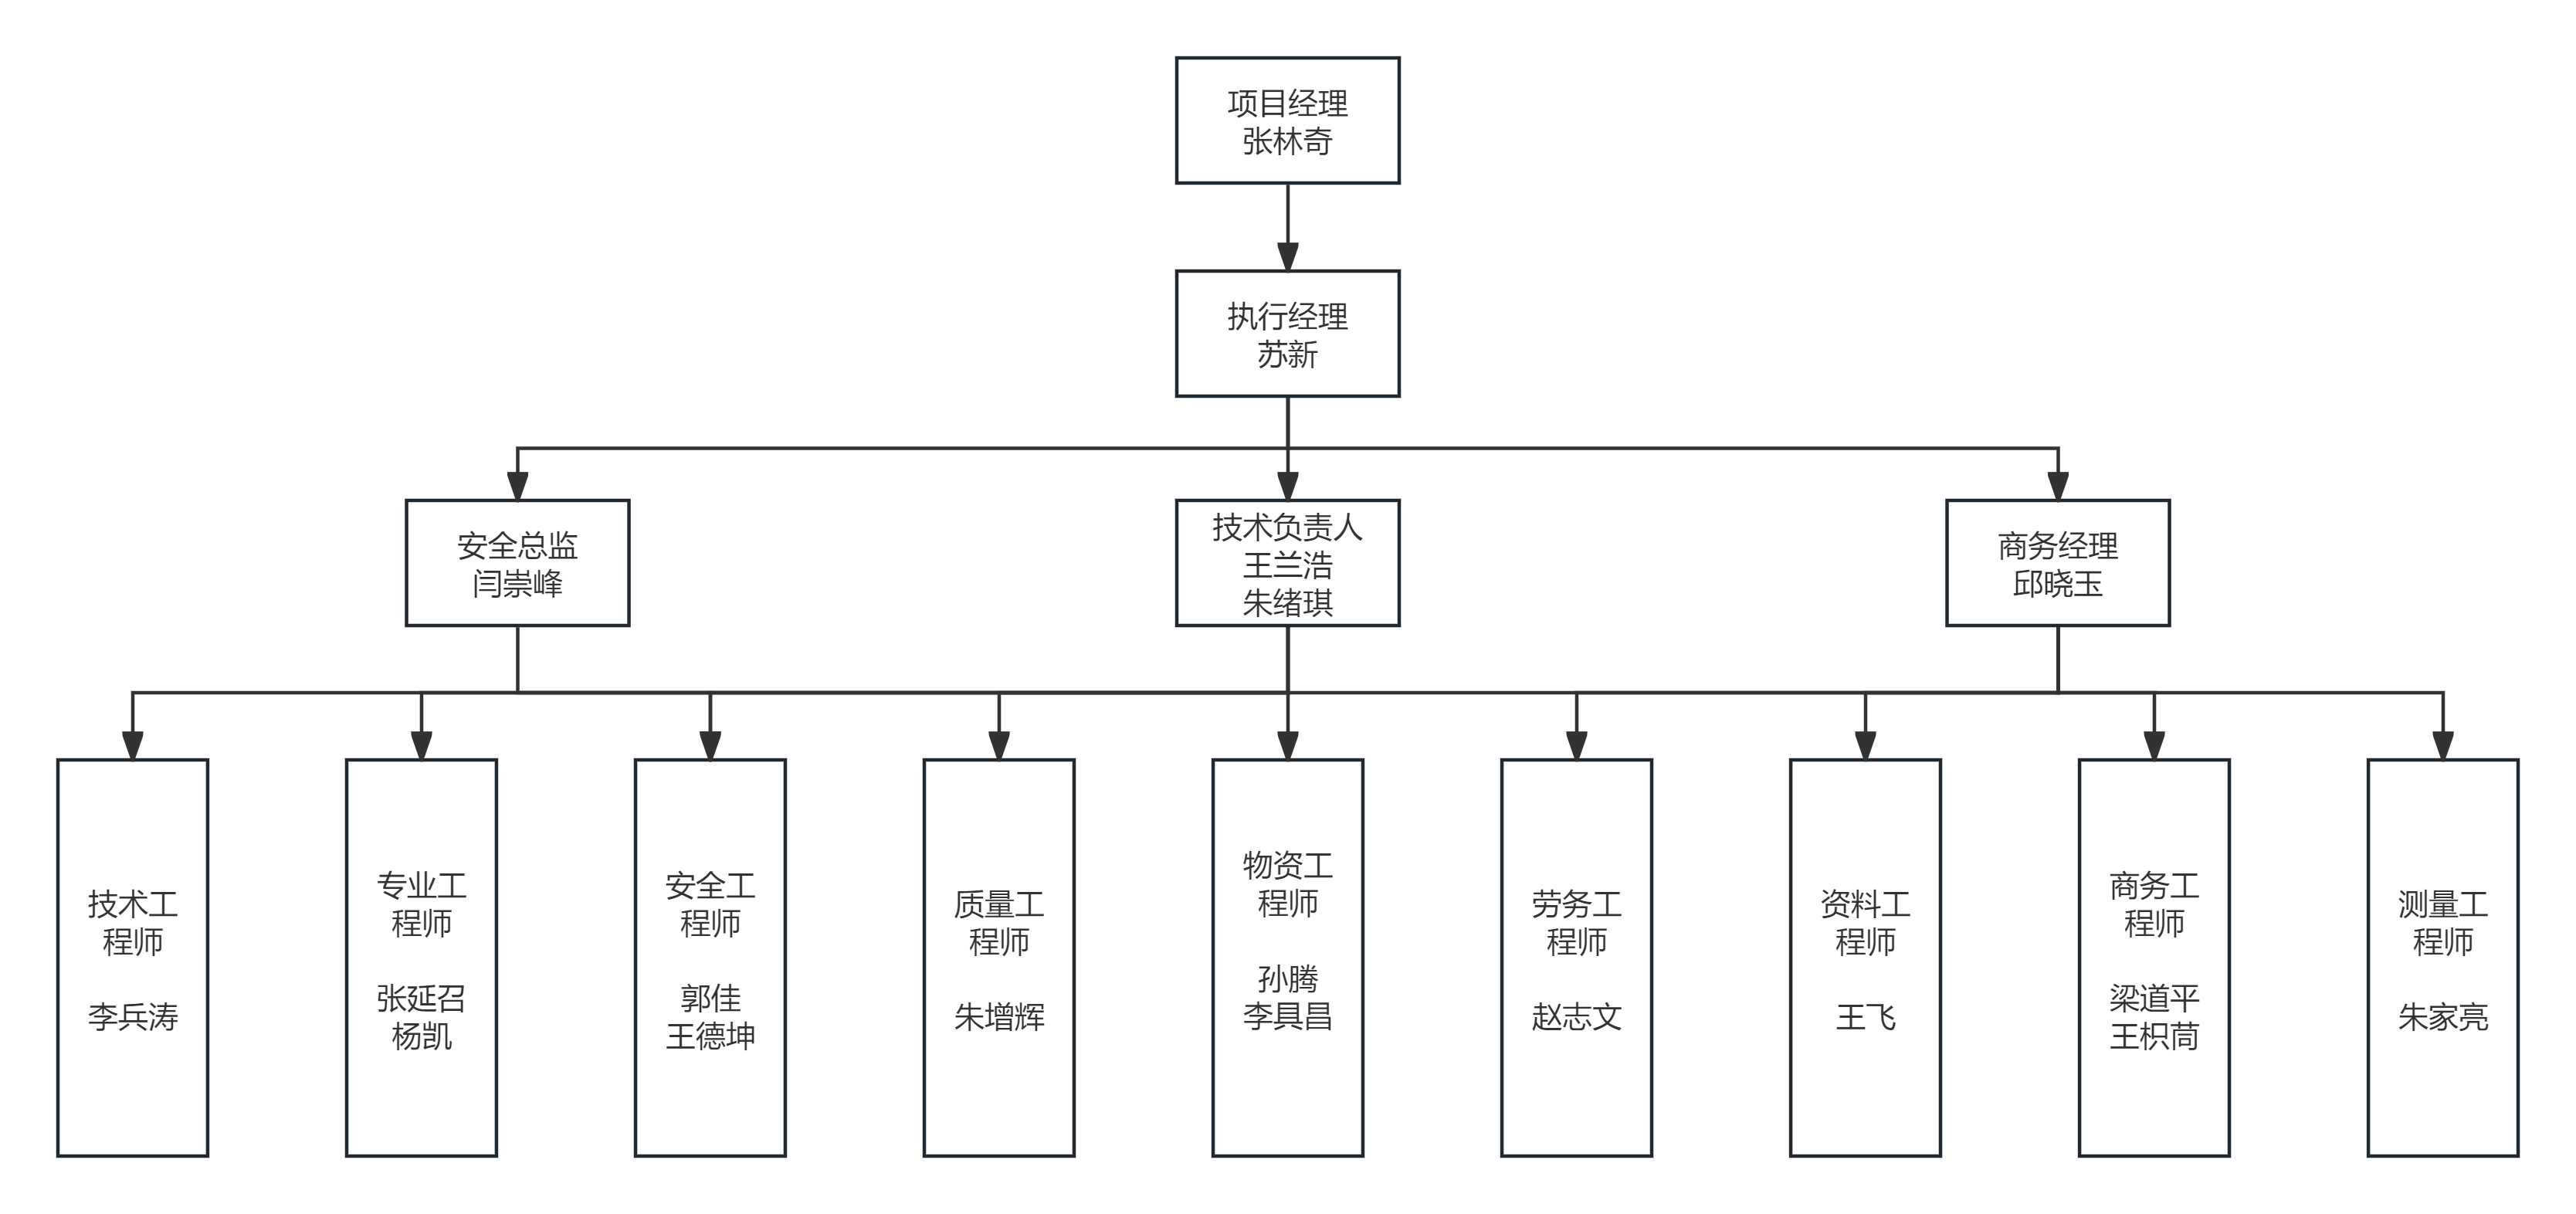 项目经理
张林奇
执行经理
苏新
安全总监
闫崇峰
技术负责人
王兰浩
朱绪琪
商务经理
邱晓玉
技术工
程师
李兵涛
专业工
程师
张延召
杨凯
安全工
程师
郭佳
王德坤
质量工
程师
朱增辉
物资工
程师
孙腾
李具昌
劳务工
程师
赵志文
资料工
程师
王飞
商务工
程师
梁道平
王枳苘
测量工
程师
朱家亮